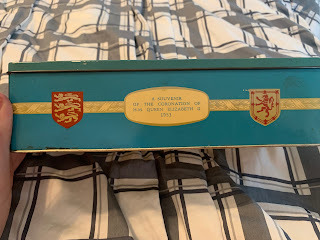 A SOUVENIR
OF THE CORONATION OF
H.M. QUEEN ELIZABETH II
1953